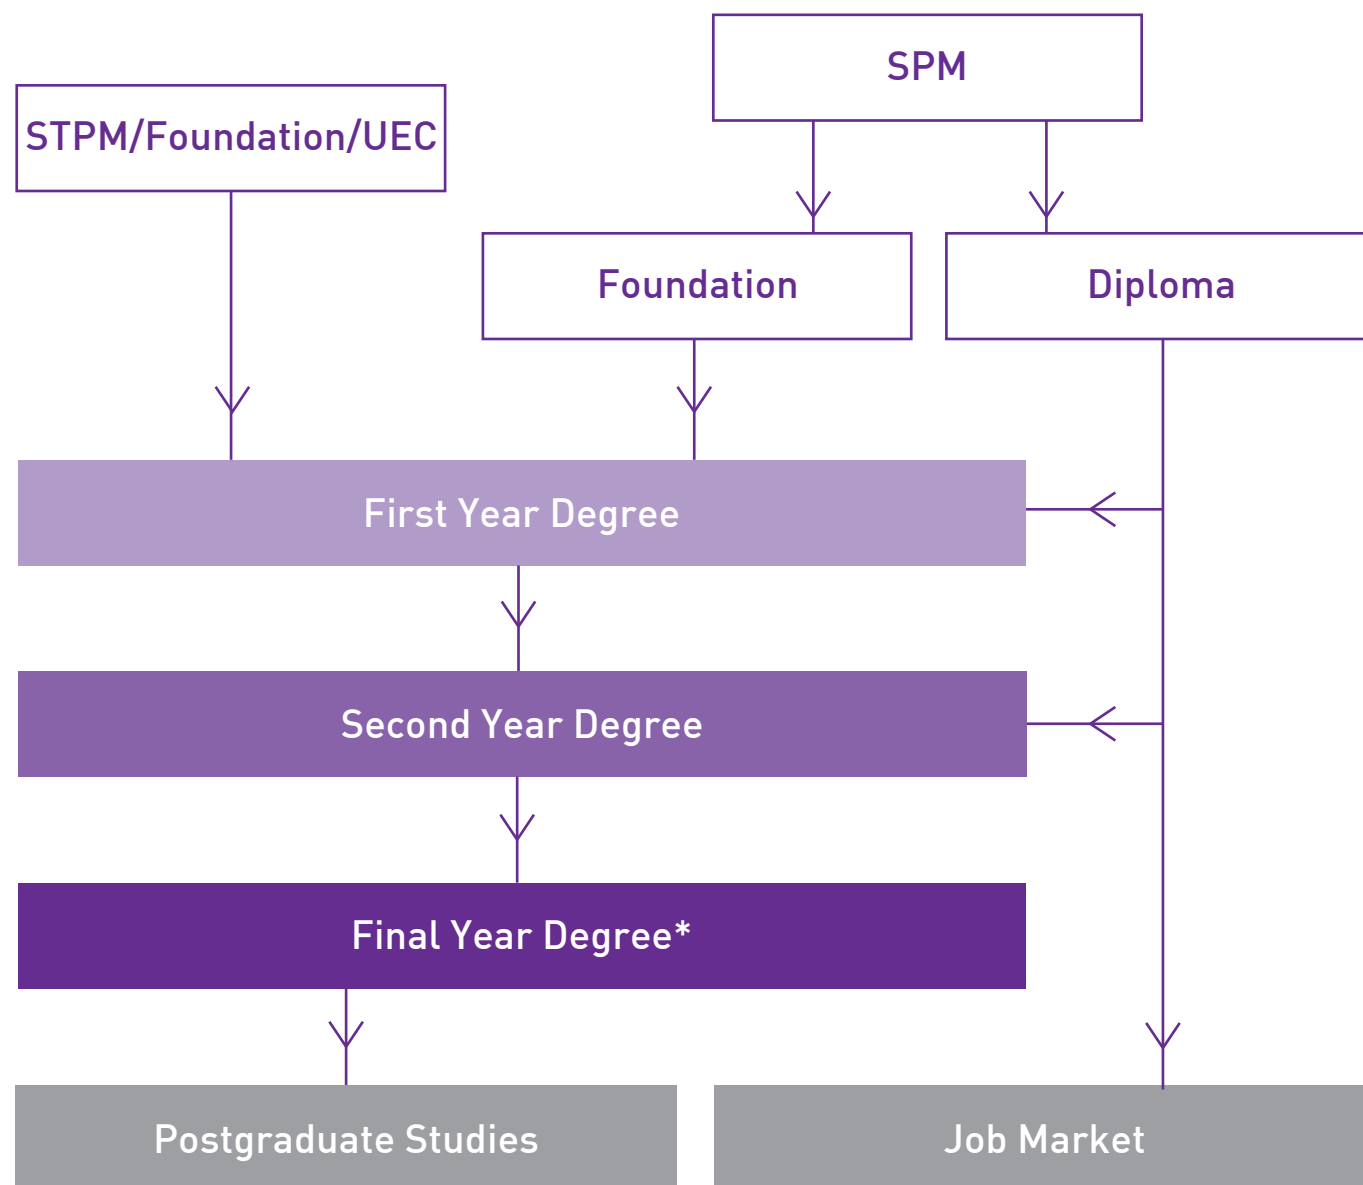 SPM
STPM/Foundation/UEC
Foundation
Diploma
First Year Degree
Second Year Degree
Final Year Degree*
Postgraduate Studies
Job Market